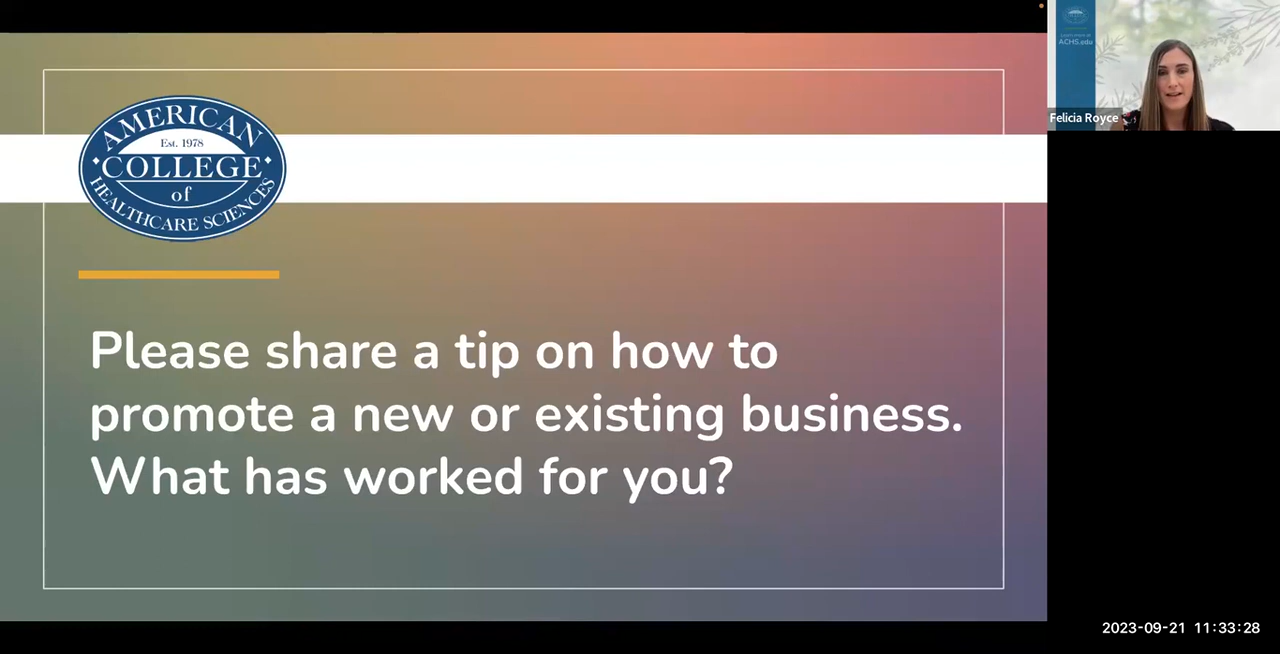 AMERICAN
Est. 1978
COLLEGE
of
HEALTHCARE SCIENCES
Please share a tip on how to
promote a new or existing business.
What has worked for you?
ACHS.edu
Felicia Royce
2023-09-21 11:33:28